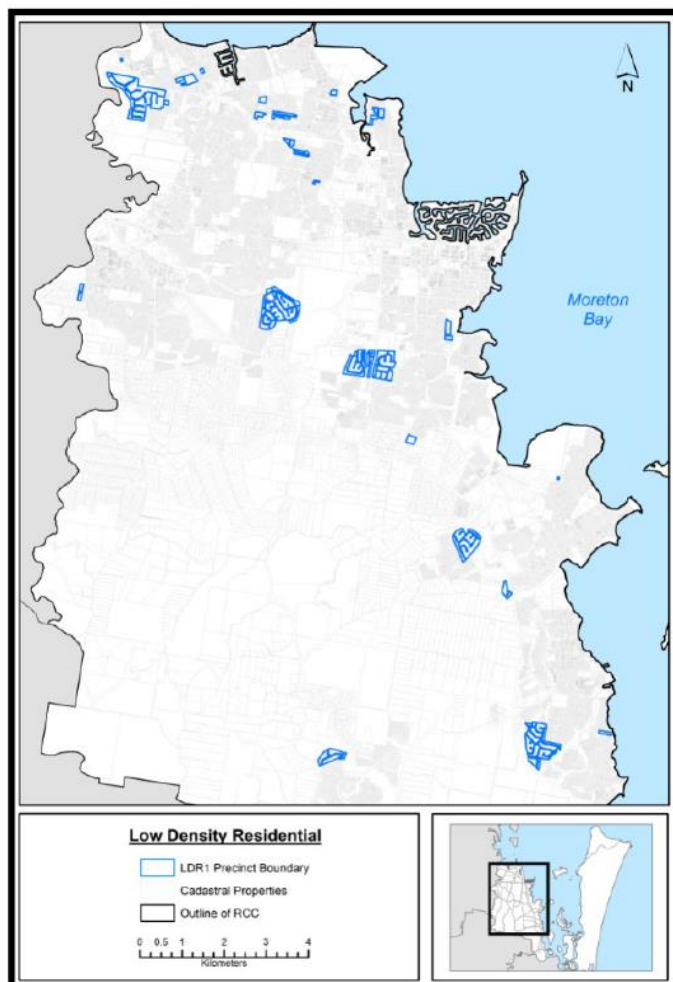 N
Moreton
Bay
Low Density Residential
LDR1 Precinct Boundary
Cadastral Properties
Outline of RCC
0 0.5 1 2 3 4
Kilometers